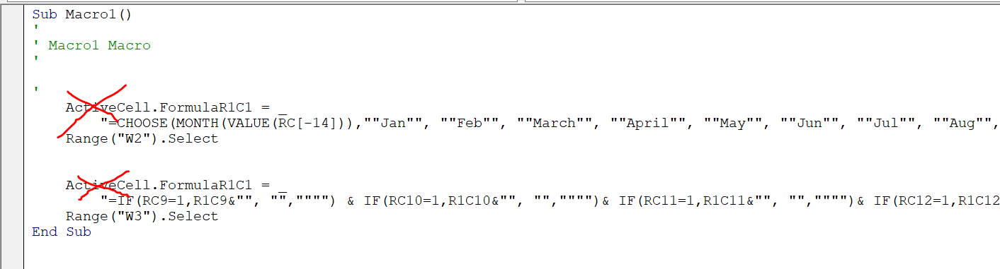 Sub Macro1()
'
' Macro1 Macro
'
'
ActiveCell.FormulaR1C1 = _
"=CHOOSE(MONTH(VALUE(RC[-14])),""Jan"", ""Feb"", ""March"", ""April"", ""May"", ""Jun"", ""Jul"", ""Aug"",
Range("W2").Select
ActiveCell.FormulaR1C1 = _
"=IF(RC9=1,R1C9&"", "","""") & IF(RC10=1,R1C10&"", "","""")& IF(RC11=1,R1C11&"", "","""")& IF(RC12=1,R1C12
Range("W3").Select
End Sub